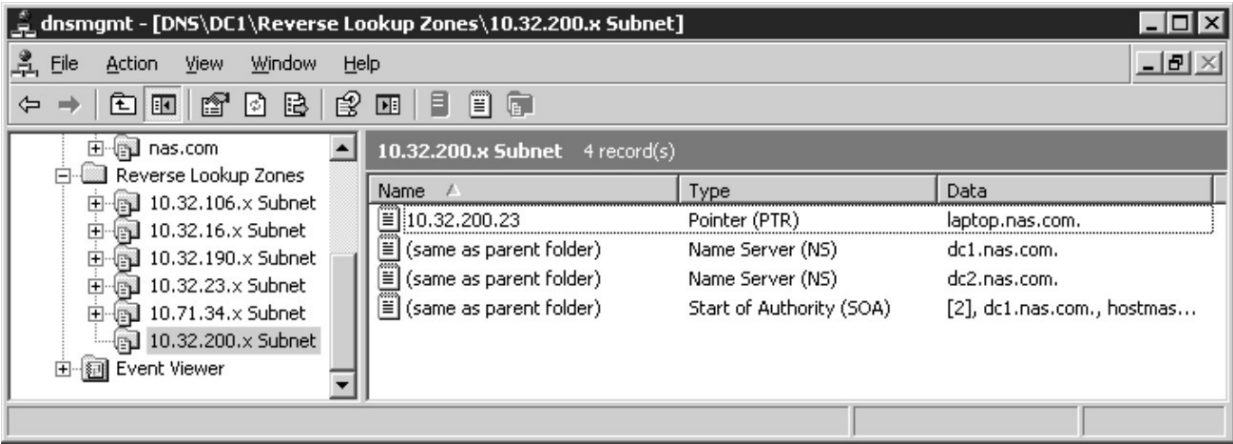 dnsmgmt - [DNS\DC1\Reverse Lookup Zones\10.32.200.x Subnet]
File Action View Window Help
nas.com
Reverse Lookup Zones
10.32.106.x Subnet
10.32.16.x Subnet
10.32.190.x Subnet
10.32.23.x Subnet
10.71.34.x Subnet
10.32.200.x Subnet
Event Viewer
10.32.200.x Subnet 4 record(s)
Name Type Data
10.32.200.23 Pointer (PTR) laptop.nas.com.
(same as parent folder) Name Server (NS) dc1.nas.com.
(same as parent folder) Name Server (NS) dc2.nas.com.
(same as parent folder) Start of Authority (SOA) [2], dc1.nas.com., hostmas...